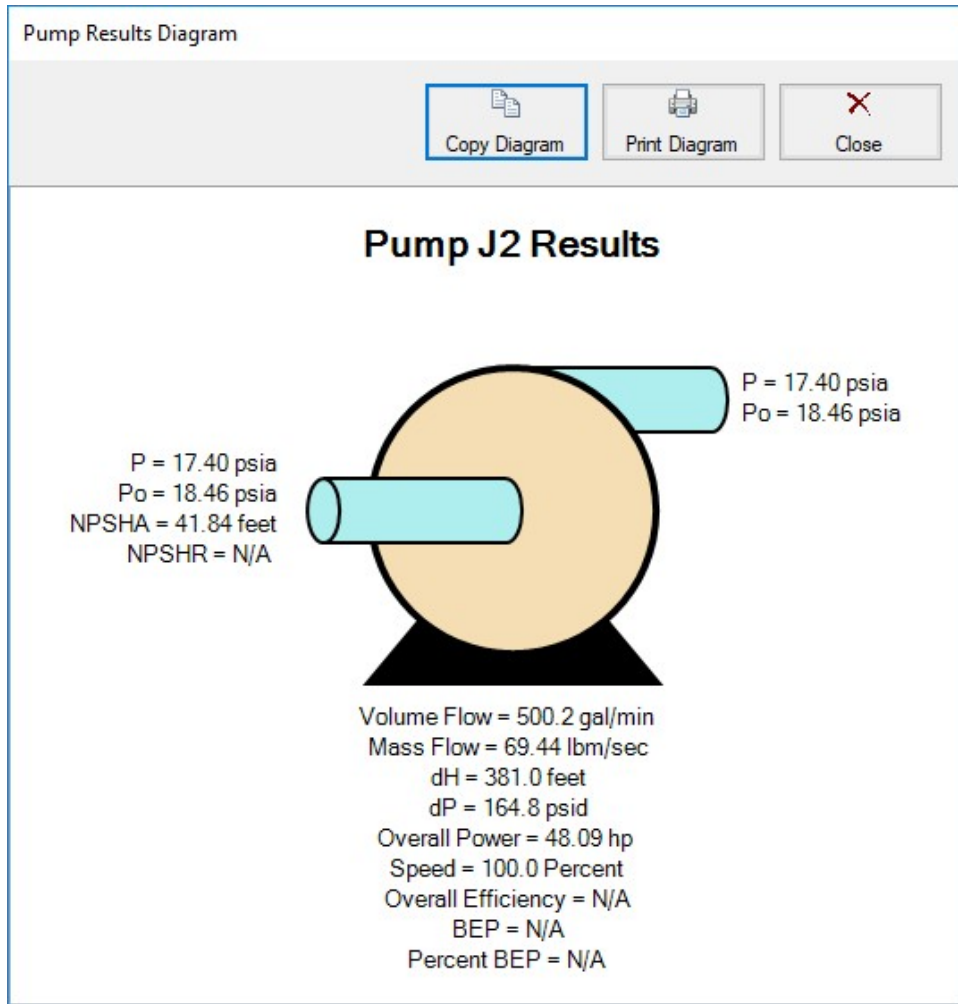 Pump Results Diagram
Copy Diagram
Print Diagram
Close
Pump J2 Results
P = 17.40 psia
Po = 18.46 psia
P = 17.40 psia
Po = 18.46 psia
NPSHA = 41.84 feet
NPSHR = N/A
Volume Flow = 500.2 gal/min
Mass Flow = 69.44 lbm/sec
dH = 381.0 feet
dP = 164.8 psid
Overall Power = 48.09 hp
Speed = 100.0 Percent
Overall Efficiency = N/A
BEP = N/A
Percent BEP = N/A